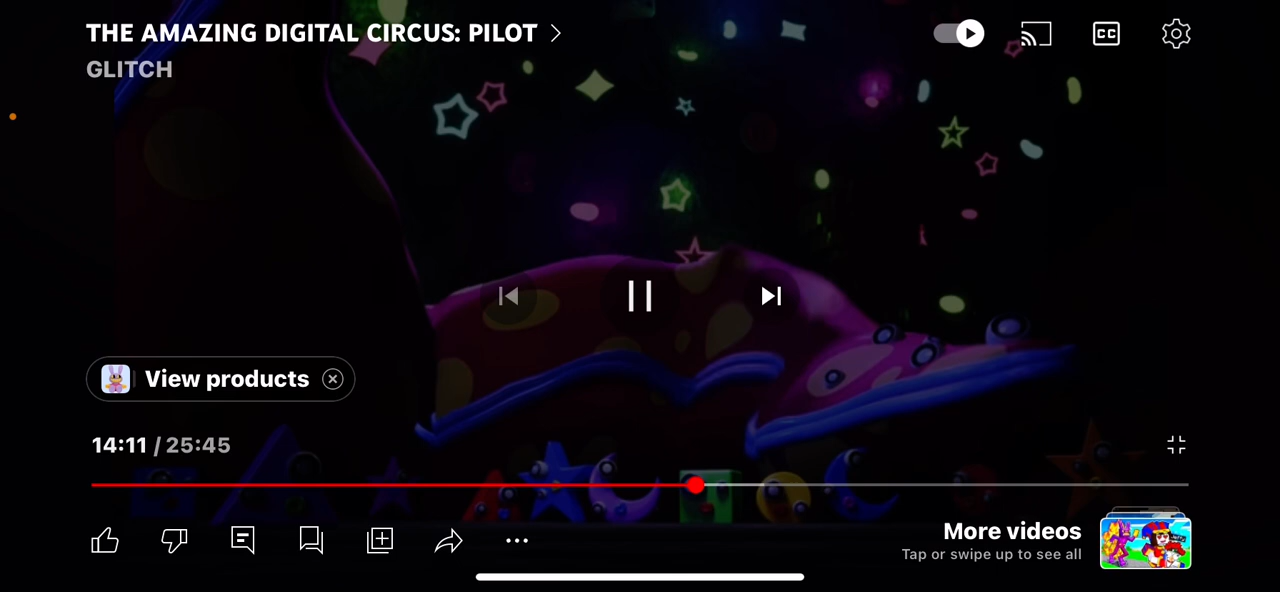 THE AMAZING DIGITAL CIRCUS: PILOT
GLITCH
CC
View products
14:11 / 25:45
More videos
Tap or swipe up to see all